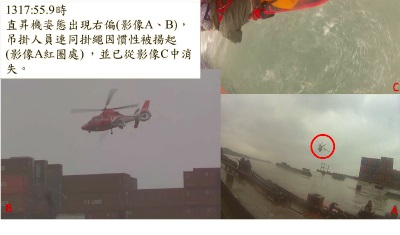 1317:55.9時
直昇機姿態出現右偏(影像A、B)，
吊掛人員連同掛繩因慣性被揚起
(影像A紅圈處)，並已從影像C中消
失。
C
B
A